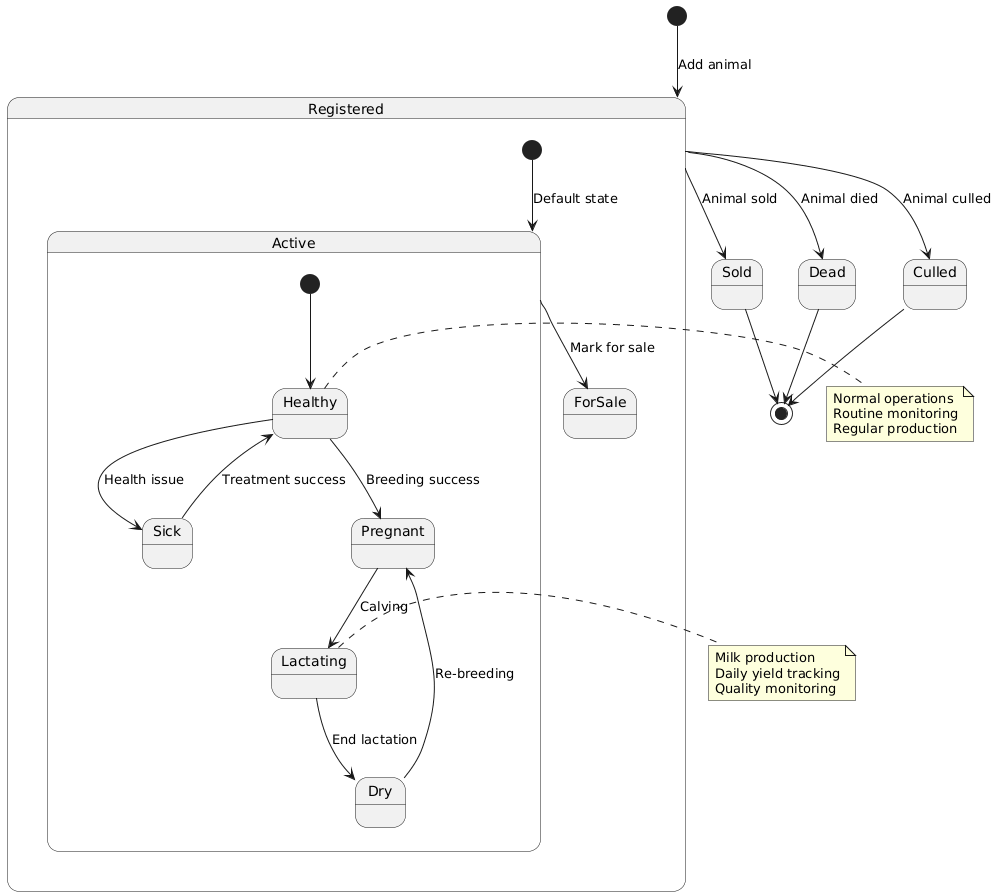 Add animal
Registered
Default state
Animal sold
Animal died
Animal culled
Active
Sold
Dead
Culled
Mark for sale
Healthy
ForSale
Normal operations
Routine monitoring
Regular production
Health issue
Treatment success
Breeding success
Sick
Pregnant
Calving
Lactating
Milk production
Daily yield tracking
Quality monitoring
Re-breeding
End lactation
Dry